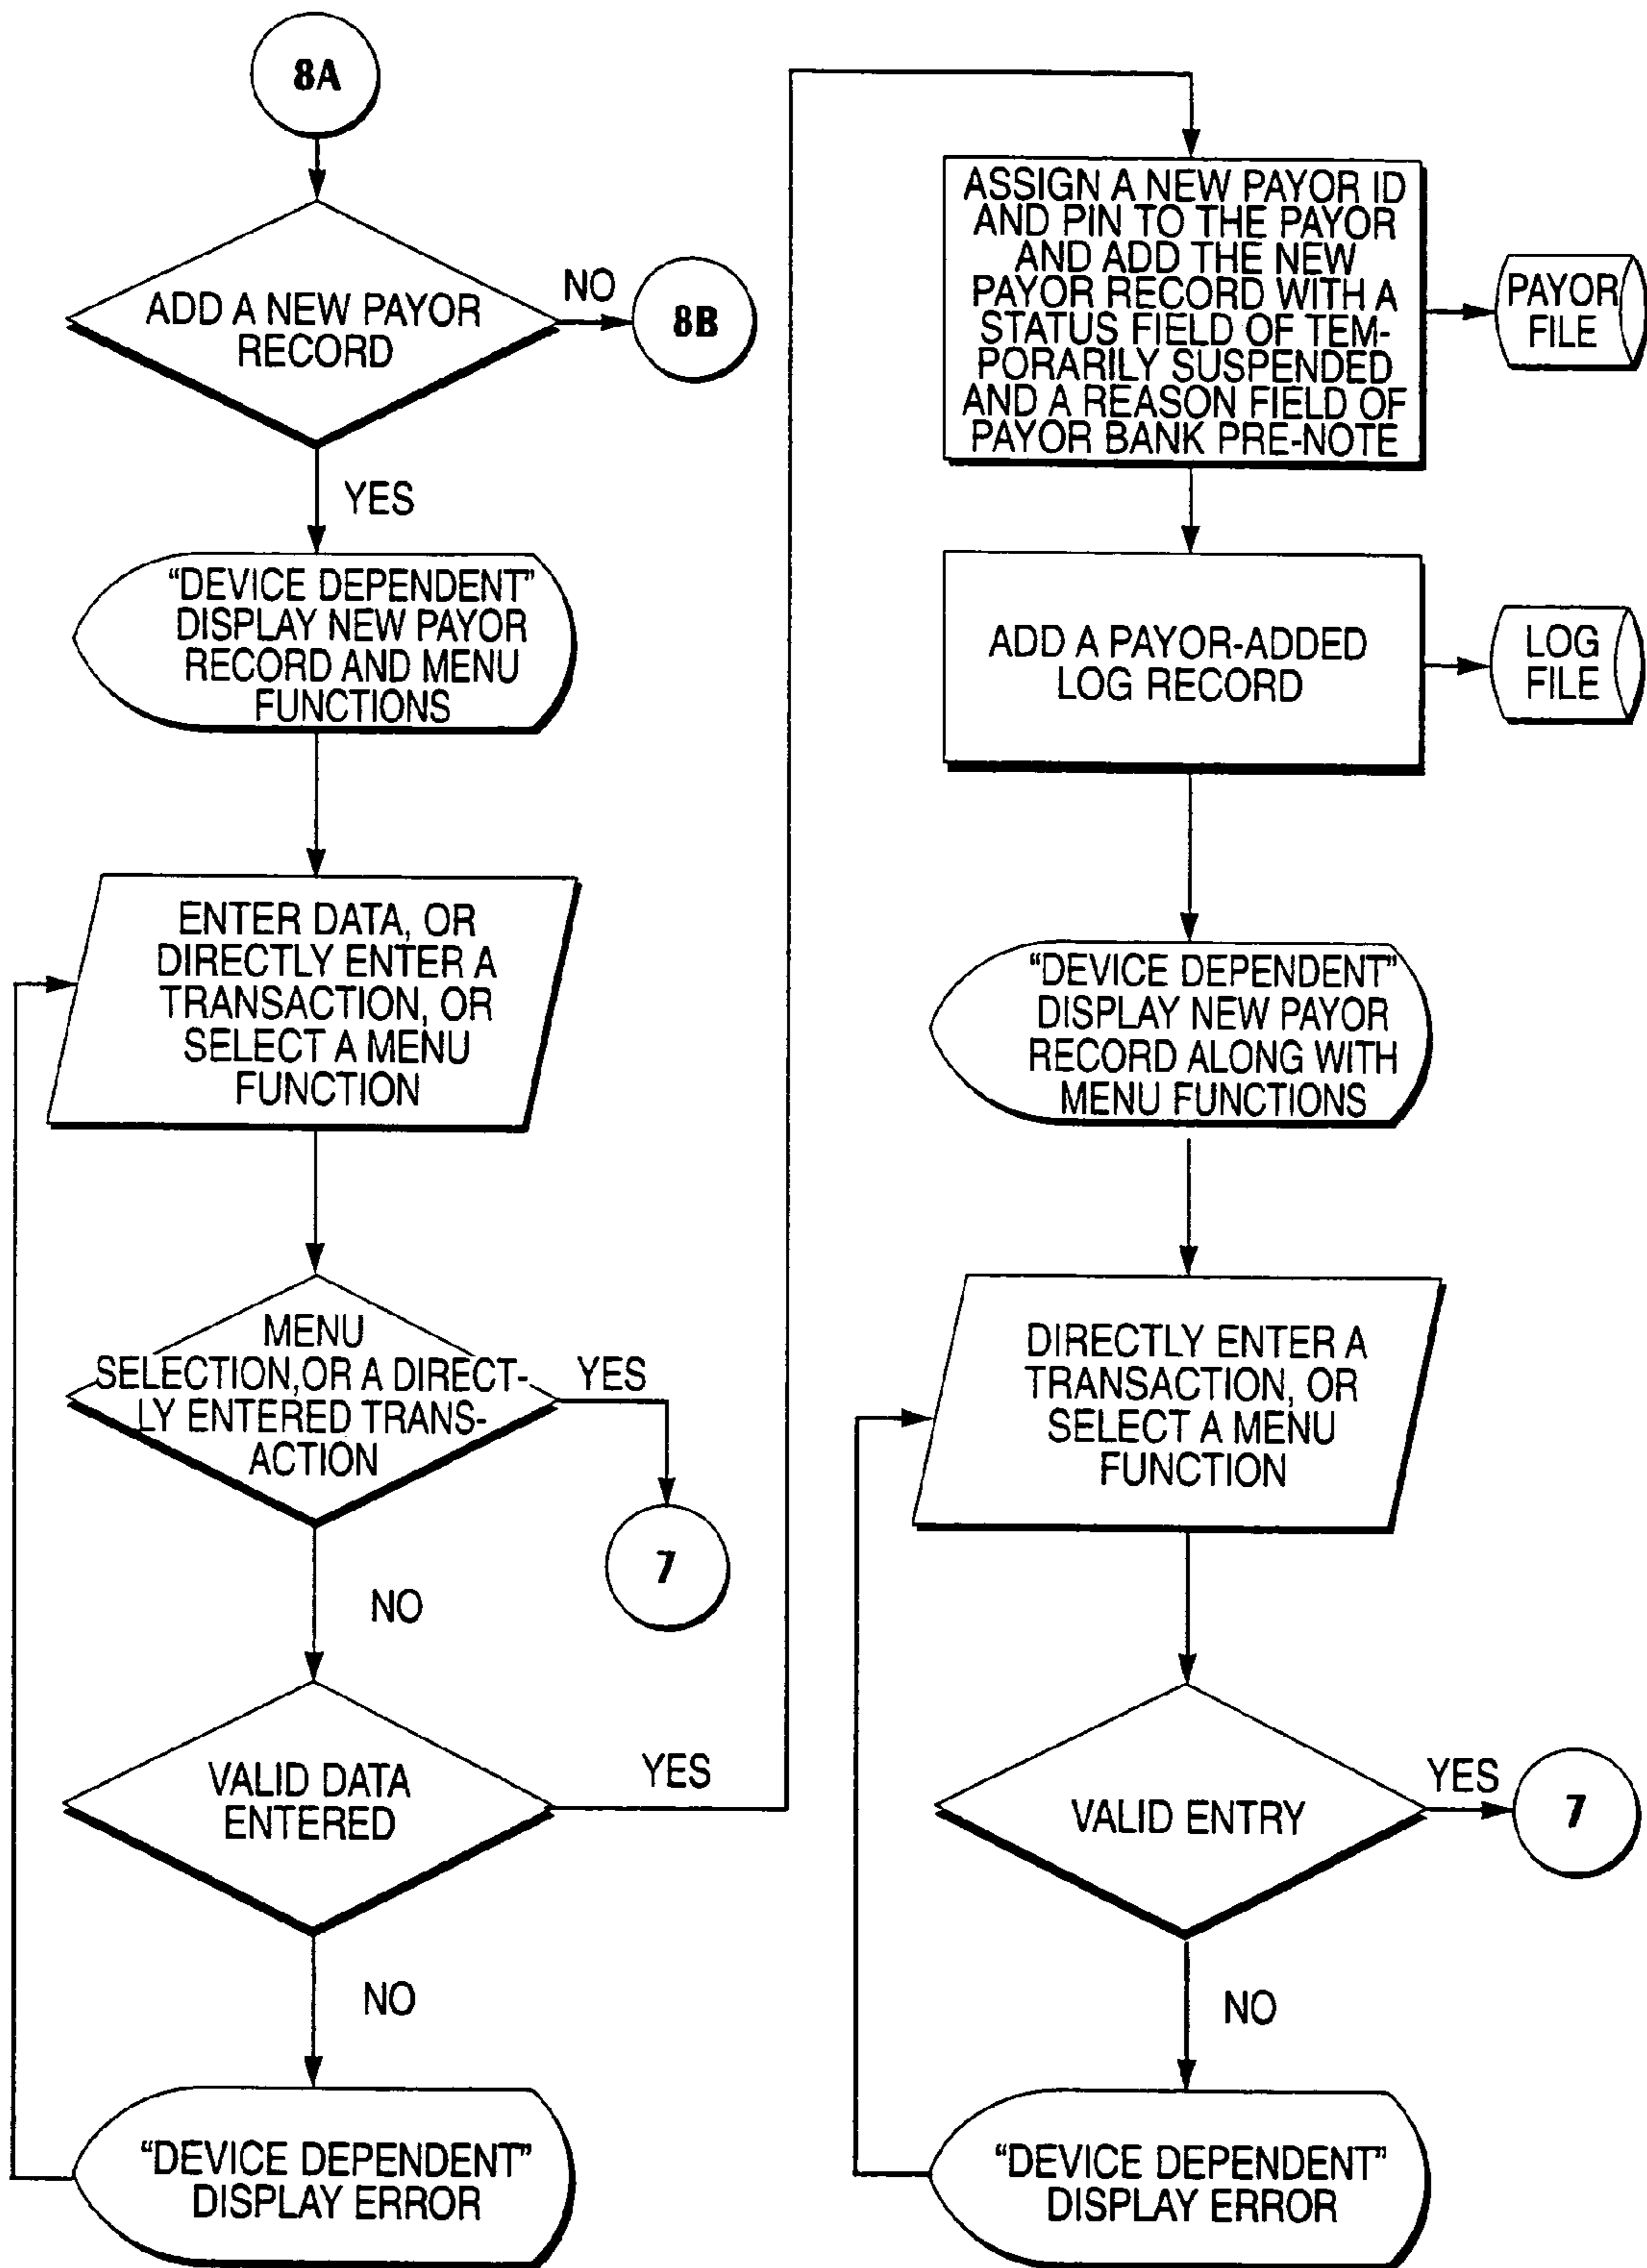 8A
ADD A NEW PAYOR
RECORD
NO
8B
YES
“DEVICE DEPENDENT”
DISPLAY NEW PAYOR
RECORD AND MENU
FUNCTIONS
ENTER DATA, OR
DIRECTLY ENTER A
TRANSACTION, OR
SELECT A MENU
FUNCTION
MENU
SELECTION,OR A DIRECT-
LY ENTERED TRANS-
ACTION
YES
7
NO
VALID DATA
ENTERED
YES
NO
“DEVICE DEPENDENT”
DISPLAY ERROR
ASSIGN A NEW PAYOR ID
AND PIN TO THE PAYOR
AND ADD THE NEW
PAYOR RECORD WITH A
STATUS FIELD OF TEM-
PORARILY SUSPENDED
AND A REASON FIELD OF
PAYOR BANK PRE-NOTE
PAYOR
FILE
ADD A PAYOR-ADDED
LOG RECORD
LOG
FILE
“DEVICE DEPENDENT”
DISPLAY NEW PAYOR
RECORD ALONG WITH
MENU FUNCTIONS
DIRECTLY ENTER A
TRANSACTION, OR
SELECT A MENU
FUNCTION
VALID ENTRY
YES
7
NO
“DEVICE DEPENDENT”
DISPLAY ERROR